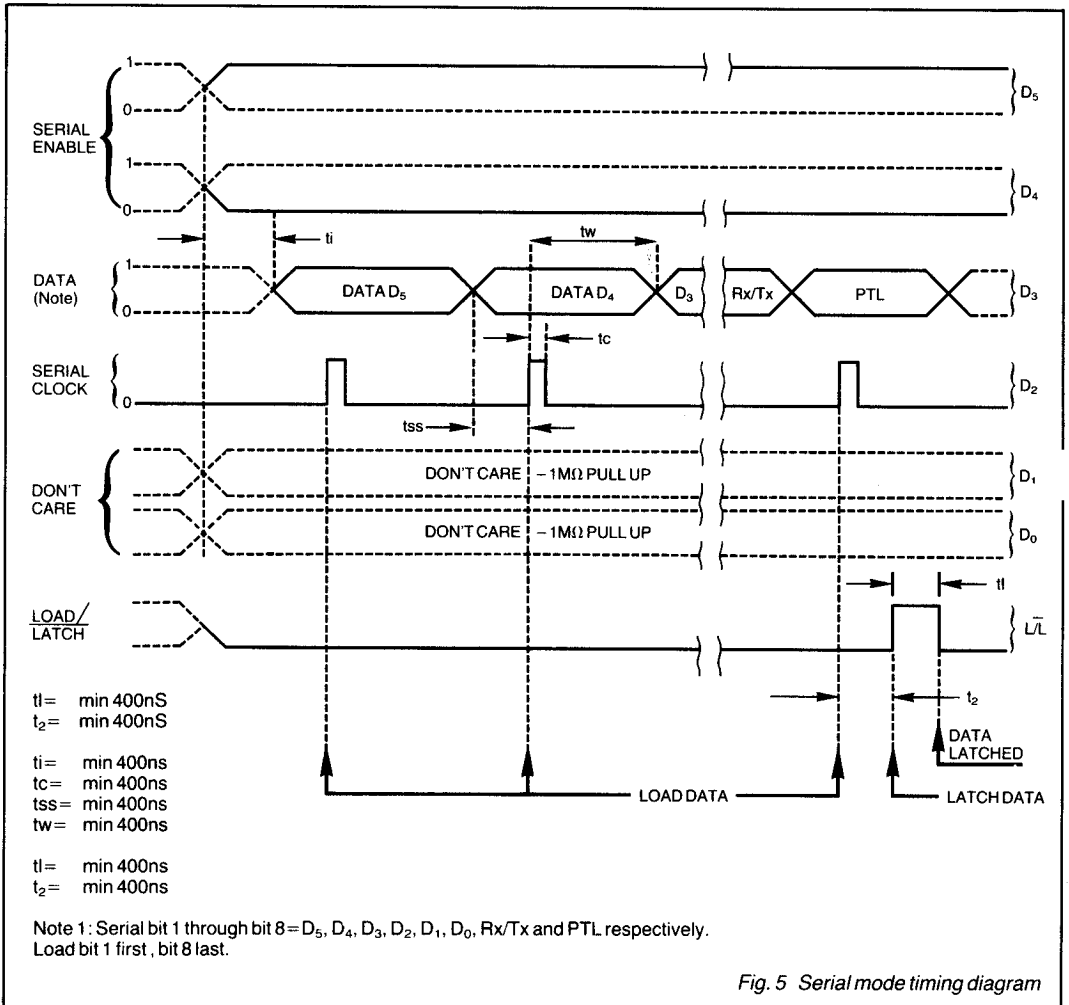 1
0
SERIAL
ENABLE
D₅
1
0
D₄
ti
tw
DATA
(Note)
1
0
DATA D₅
DATA D₄
D₃
Rx/Tx
PTL
D₃
tc
SERIAL
CLOCK
0
D₂
tss
DON'T
CARE
DON'T CARE – 1MΩ PULL UP
D₁
DON'T CARE – 1MΩ PULL UP
D₀
tl
LOAD/
LATCH
L/L̅
t₂
tl= min 400nS
t₂= min 400nS
DATA
LATCHED
ti= min 400ns
tc= min 400ns
tss= min 400ns
tw= min 400ns
LOAD DATA
LATCH DATA
tl= min 400ns
t₂= min 400ns
Note 1: Serial bit 1 through bit 8=D₅, D₄, D₃, D₂, D₁, D₀, Rx/Tx and PTL respectively.
Load bit 1 first, bit 8 last.
Fig. 5 Serial mode timing diagram